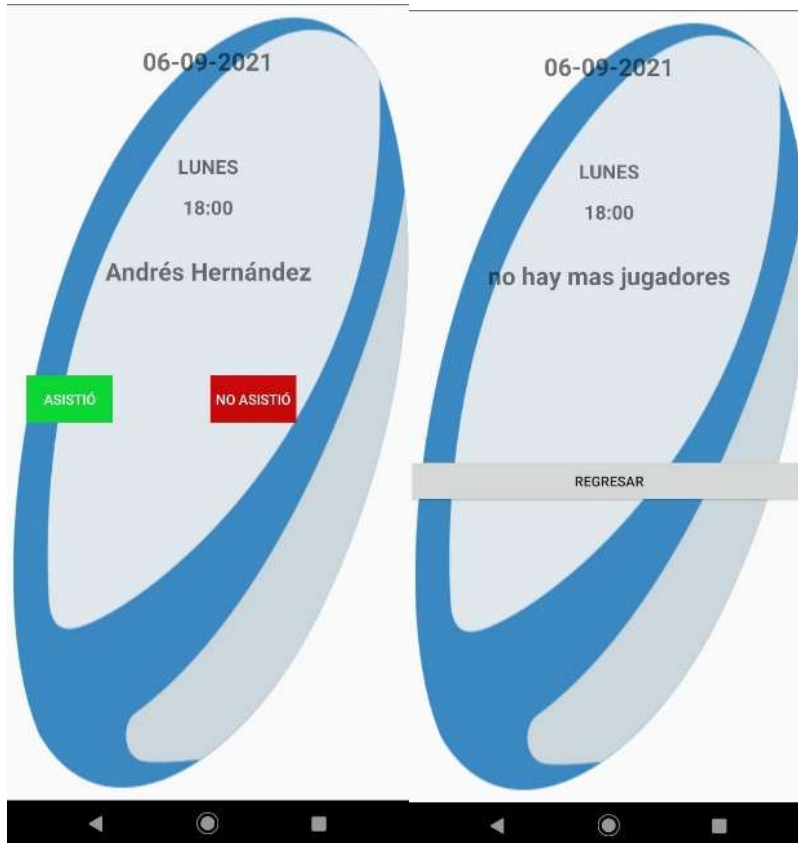 06-09-2021
LUNES
18:00
Andrés Hernández
ASISTIÓ
NO ASISTIÓ
06-09-2021
LUNES
18:00
no hay mas jugadores
REGRESAR